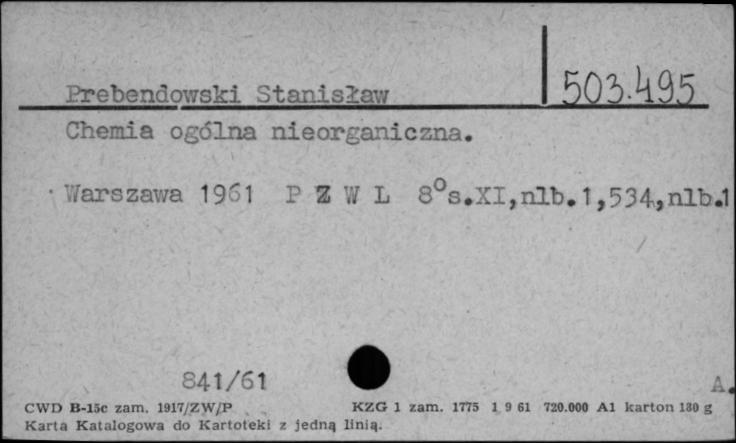 503.495
Prebendowski Stanisław
Chemia ogólna nieorganiczna.
Warszawa 1961 P Z W L 8°s.XI,nlb.1,534,nlb.1
841/61
A.
CWD B-15c zam. 1917/ZW/P KZG 1 zam. 1775 1 9 61 720.000 A1 karton 180 g
Karta Katalogowa do Kartoteki z jedną linią.